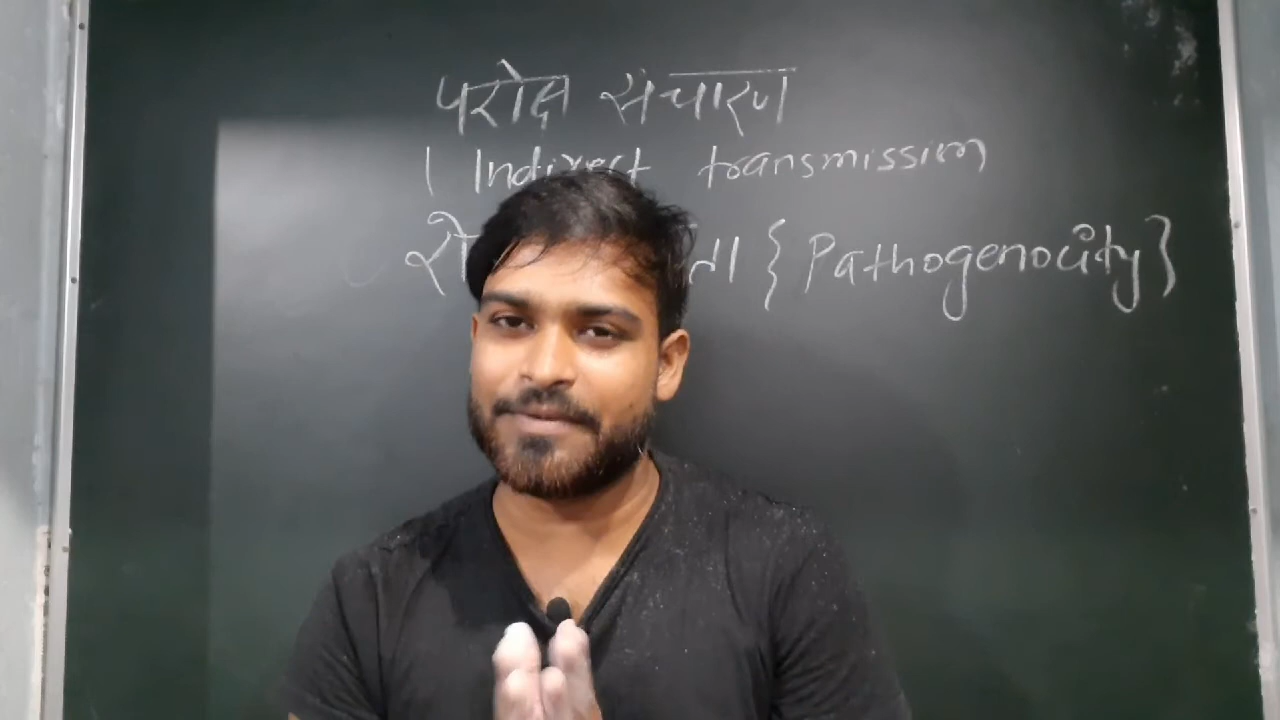 परोक्ष संचारण
Indirect transmission
{ Pathogenocity }